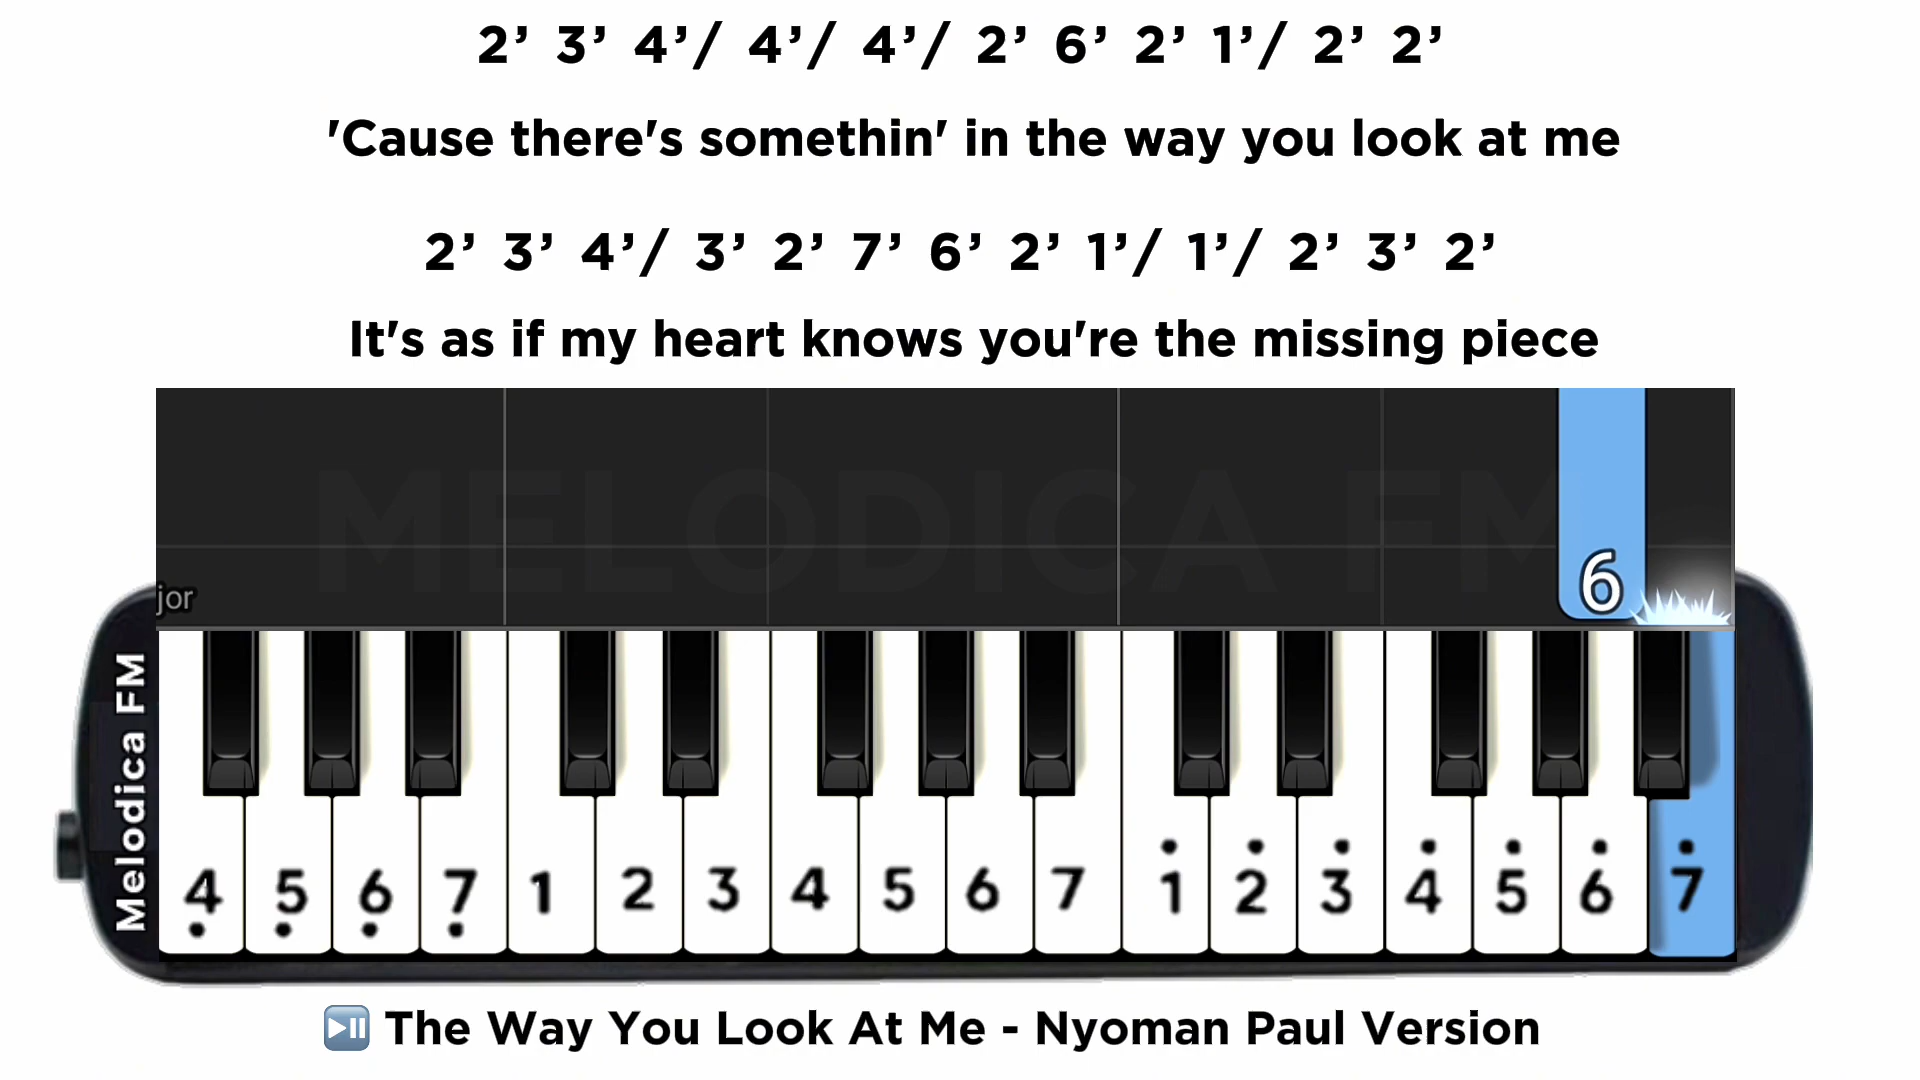 2’ 3’ 4’/ 4’/ 4’/ 2’ 6’ 2’ 1’/ 2’ 2’
'Cause there's somethin' in the way you look at me
2’ 3’ 4’/ 3’ 2’ 7’ 6’ 2’ 1’/ 1’/ 2’ 3’ 2’
It's as if my heart knows you're the missing piece
MELODICA FM
6
jor
Melodica FM
4̣ 5̣ 6̣ 7̣ 1 2 3 4 5 6 7 1̇ 2̇ 3̇ 4̇ 5̇ 6̇ 7̇
The Way You Look At Me - Nyoman Paul Version